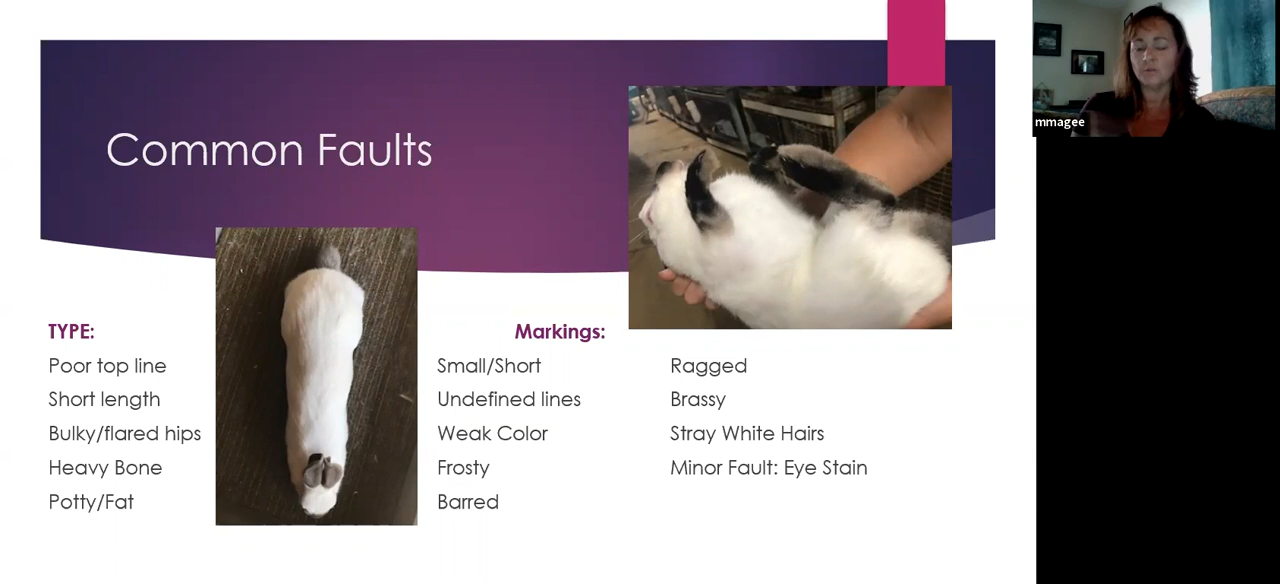 Common Faults
mmagee
TYPE:
Poor top line
Short length
Bulky/flared hips
Heavy Bone
Potty/Fat
Markings:
Small/Short
Undefined lines
Weak Color
Frosty
Barred
Ragged
Brassy
Stray White Hairs
Minor Fault: Eye Stain